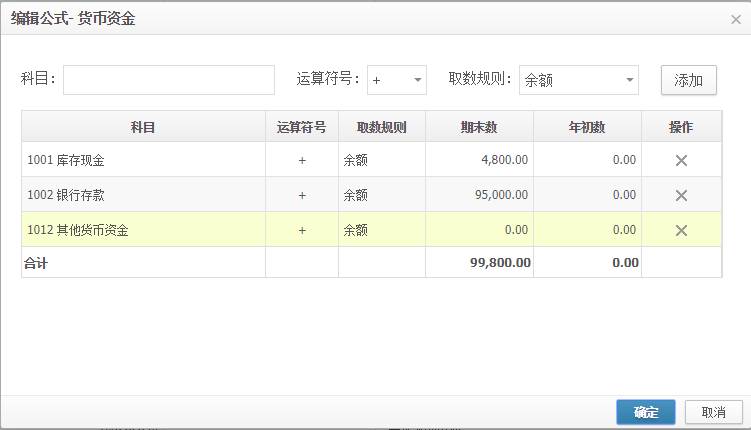 编辑公式- 货币资金
科目： 运算符号： + 取数规则： 余额 添加
科目 运算符号 取数规则 期末数 年初数 操作
1001 库存现金 + 余额 4,800.00 0.00
1002 银行存款 + 余额 95,000.00 0.00
1012 其他货币资金 + 余额 0.00 0.00
合计 99,800.00 0.00
确定 取消